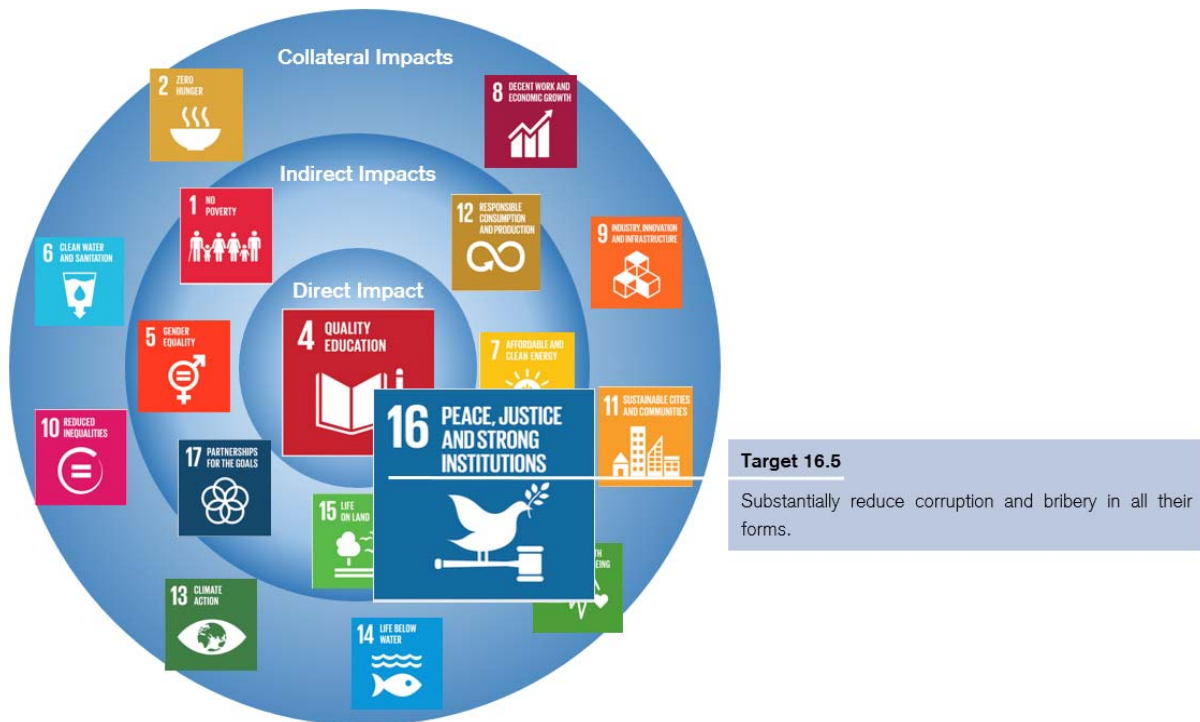 Collateral Impacts
2 ZERO
HUNGER
8 DECENT WORK AND
ECONOMIC GROWTH
Indirect Impacts
1 NO
POVERTY
12 RESPONSIBLE
CONSUMPTION
AND PRODUCTION
9 INDUSTRY, INNOVATION
AND INFRASTRUCTURE
6 CLEAN WATER
AND SANITATION
Direct Impact
4 QUALITY
EDUCATION
5 GENDER
EQUALITY
7 AFFORDABLE AND
CLEAN ENERGY
16 PEACE, JUSTICE
AND STRONG
INSTITUTIONS
11 SUSTAINABLE CITIES
AND COMMUNITIES
10 REDUCED
INEQUALITIES
17 PARTNERSHIPS
FOR THE GOALS
Target 16.5
Substantially reduce corruption and bribery in all their
forms.
15 LIFE
ON LAND
13 CLIMATE
ACTION
14 LIFE BELOW
WATER